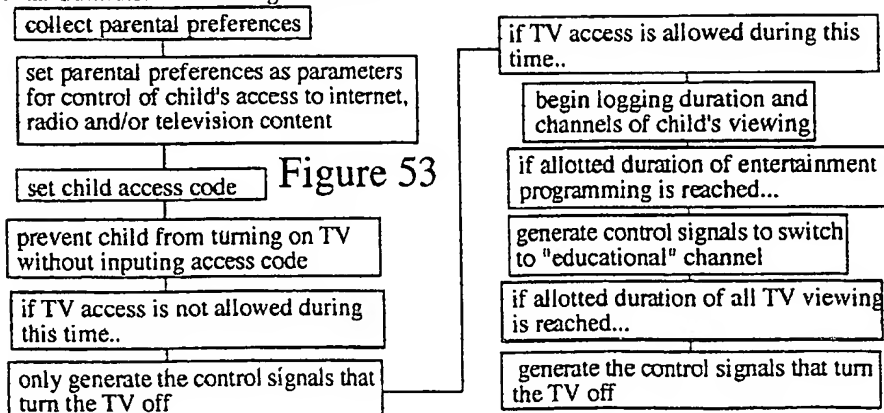 collect parental preferences
set parental preferences as parameters
for control of child's access to internet,
radio and/or television content
set child access code
Figure 53
prevent child from turning on TV
without inputing access code
if TV access is not allowed during
this time..
only generate the control signals that
turn the TV off
if TV access is allowed during this
time..
begin logging duration and
channels of child's viewing
if allotted duration of entertainment
programming is reached...
generate control signals to switch
to "educational" channel
if allotted duration of all TV viewing
is reached...
generate the control signals that turn
the TV off